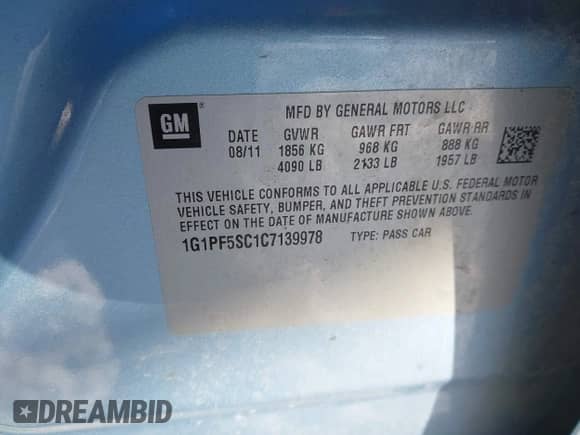 GM
MFD BY GENERAL MOTORS LLC
DATE GVWR GAWR FRT GAWR RR
08/11 1856 KG 968 KG 888 KG
4090 LB 2133 LB 1957 LB
THIS VEHICLE CONFORMS TO ALL APPLICABLE U.S. FEDERAL MOTOR
VEHICLE SAFETY, BUMPER, AND THEFT PREVENTION STANDARDS IN
EFFECT ON THE DATE OF MANUFACTURE SHOWN ABOVE.
1G1PF5SC1C7139978 TYPE: PASS CAR
DREAMBID